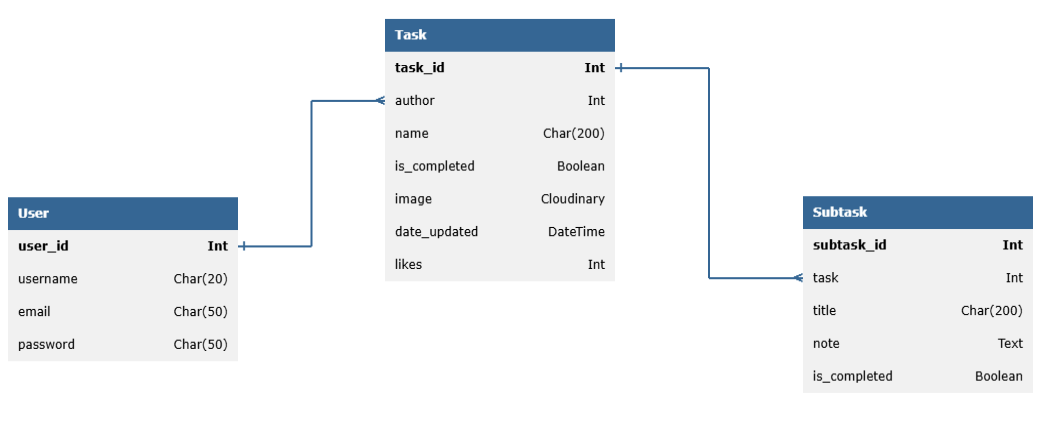 Task
task_id Int
author Int
name Char(200)
is_completed Boolean
image Cloudinary
date_updated DateTime
likes Int
User
user_id Int
username Char(20)
email Char(50)
password Char(50)
Subtask
subtask_id Int
task Int
title Char(200)
note Text
is_completed Boolean